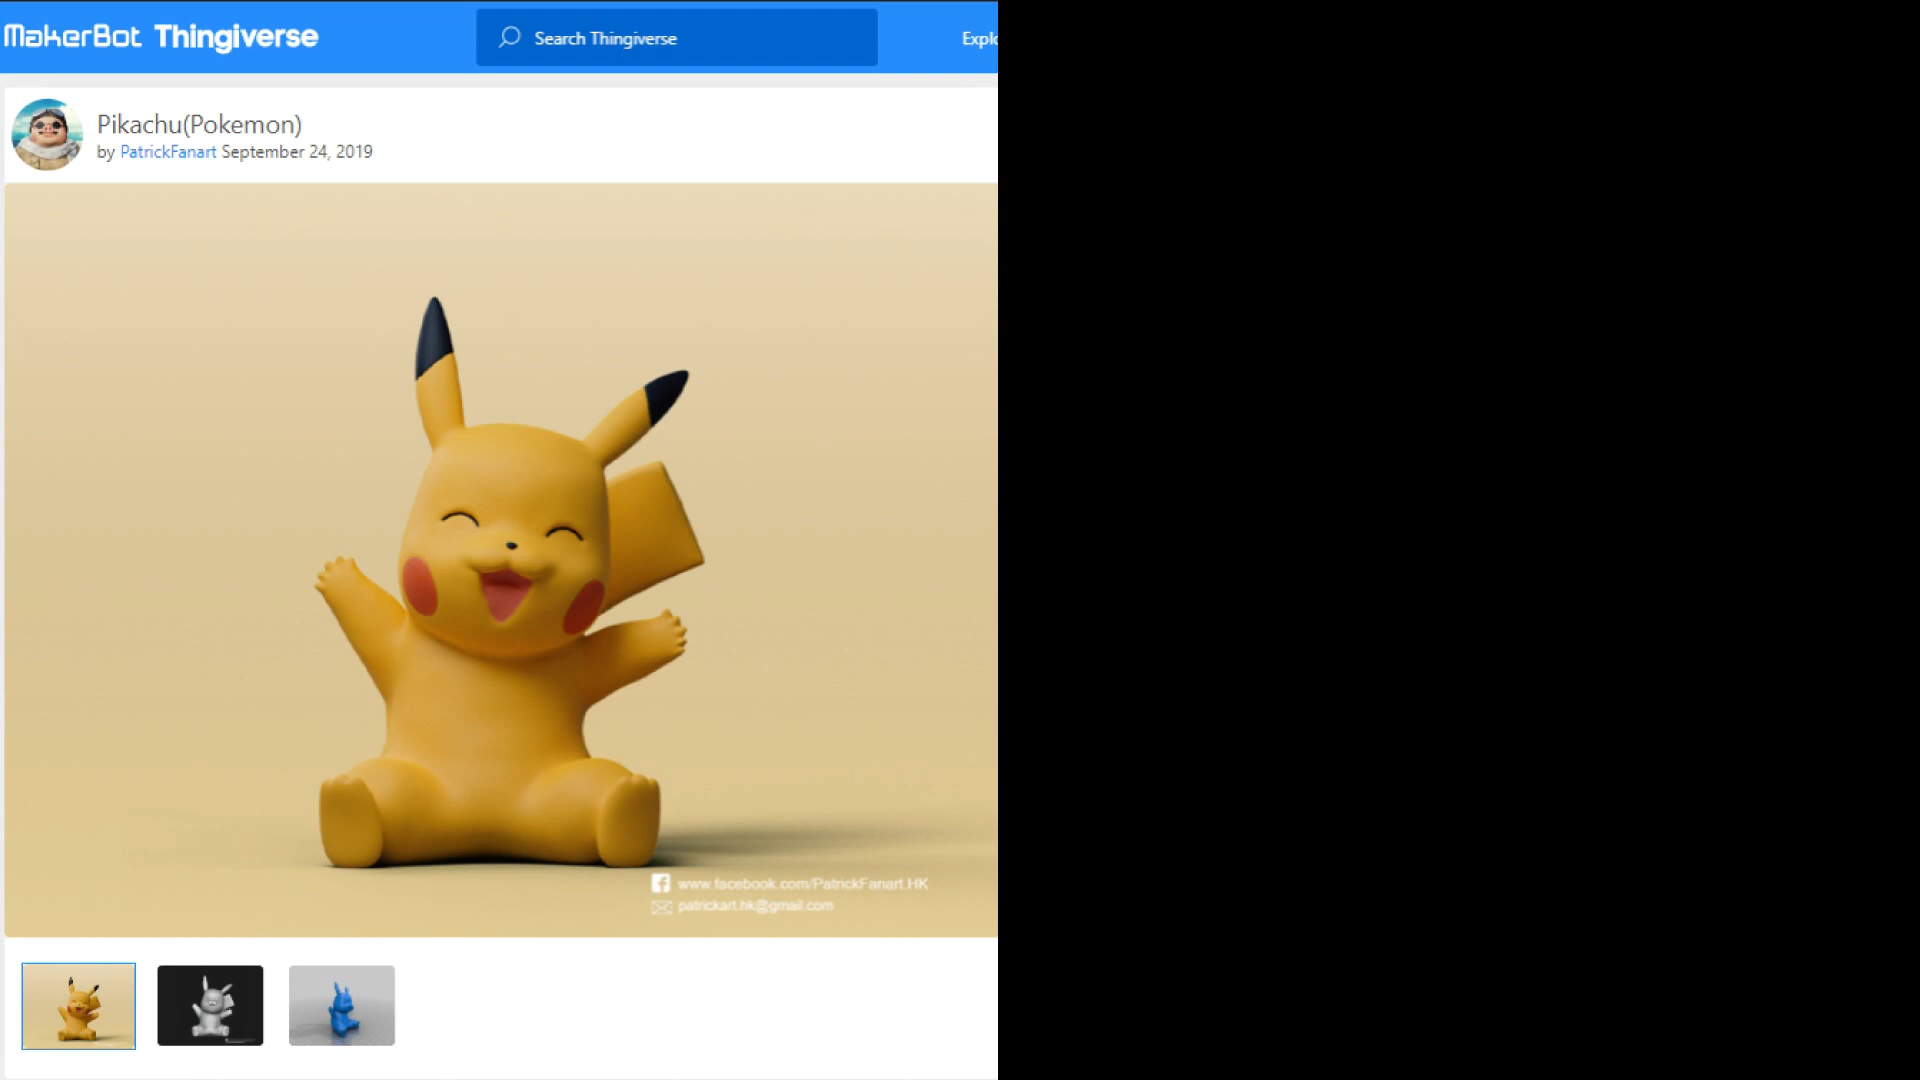 MakerBot Thingiverse
Search Thingiverse
Pikachu(Pokemon)
by PatrickFanart September 24, 2019
www.facebook.com/PatrickFanart.HK
patrickart.hk@gmail.com